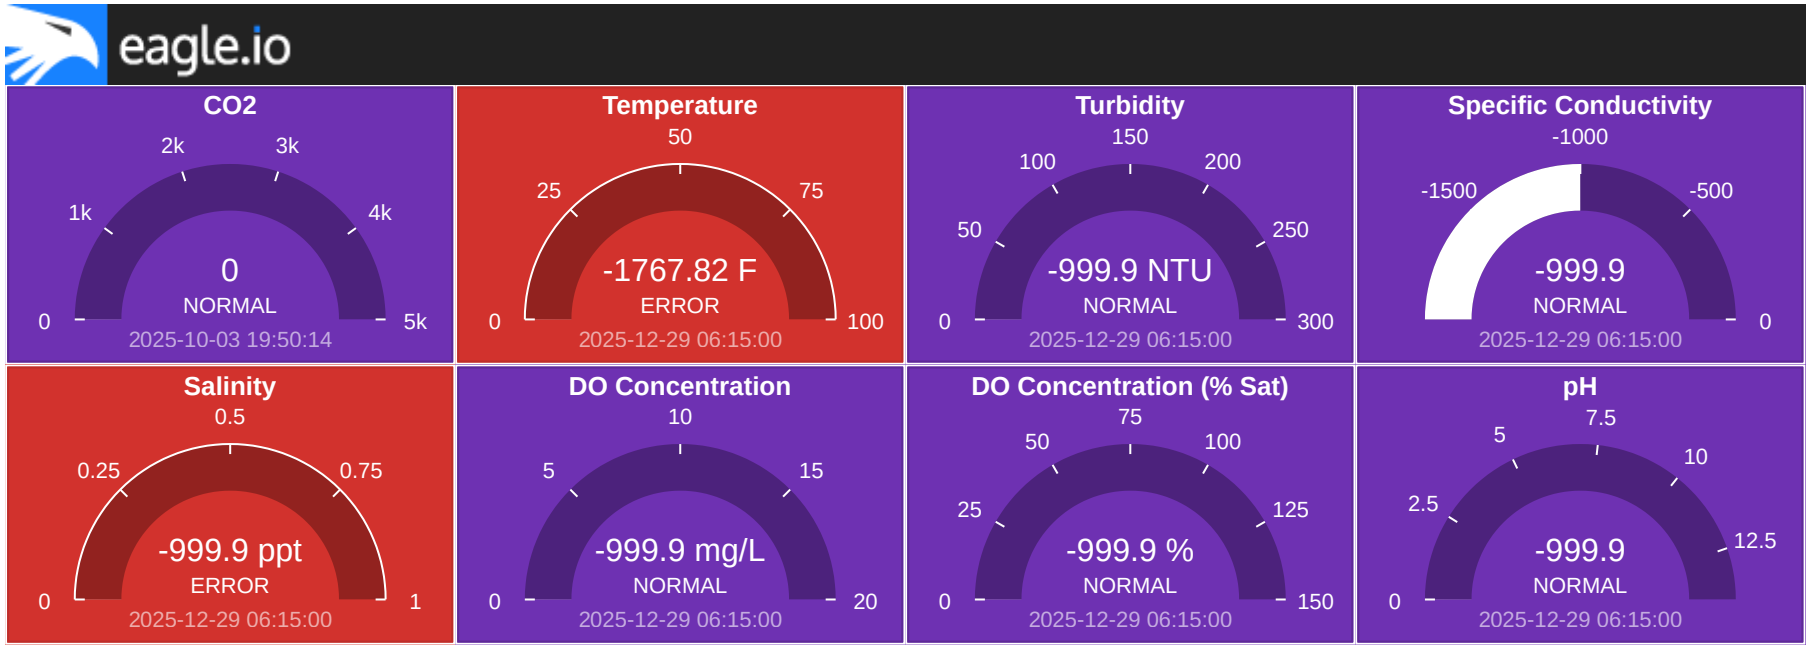 eagle.io
CO2
2k
3k
1k
4k
0
NORMAL
0
5k
2025-10-03 19:50:14
Temperature
50
25
75
-1767.82 F
ERROR
0
100
2025-12-29 06:15:00
Turbidity
150
100
200
50
250
-999.9 NTU
NORMAL
0
300
2025-12-29 06:15:00
Specific Conductivity
-1000
-1500
-500
-999.9
NORMAL
0
2025-12-29 06:15:00
Salinity
0.5
0.25
0.75
-999.9 ppt
ERROR
0
1
2025-12-29 06:15:00
DO Concentration
10
5
15
-999.9 mg/L
NORMAL
0
20
2025-12-29 06:15:00
DO Concentration (% Sat)
75
50
100
25
125
-999.9 %
NORMAL
0
150
2025-12-29 06:15:00
pH
7.5
5
10
2.5
12.5
-999.9
NORMAL
0
2025-12-29 06:15:00